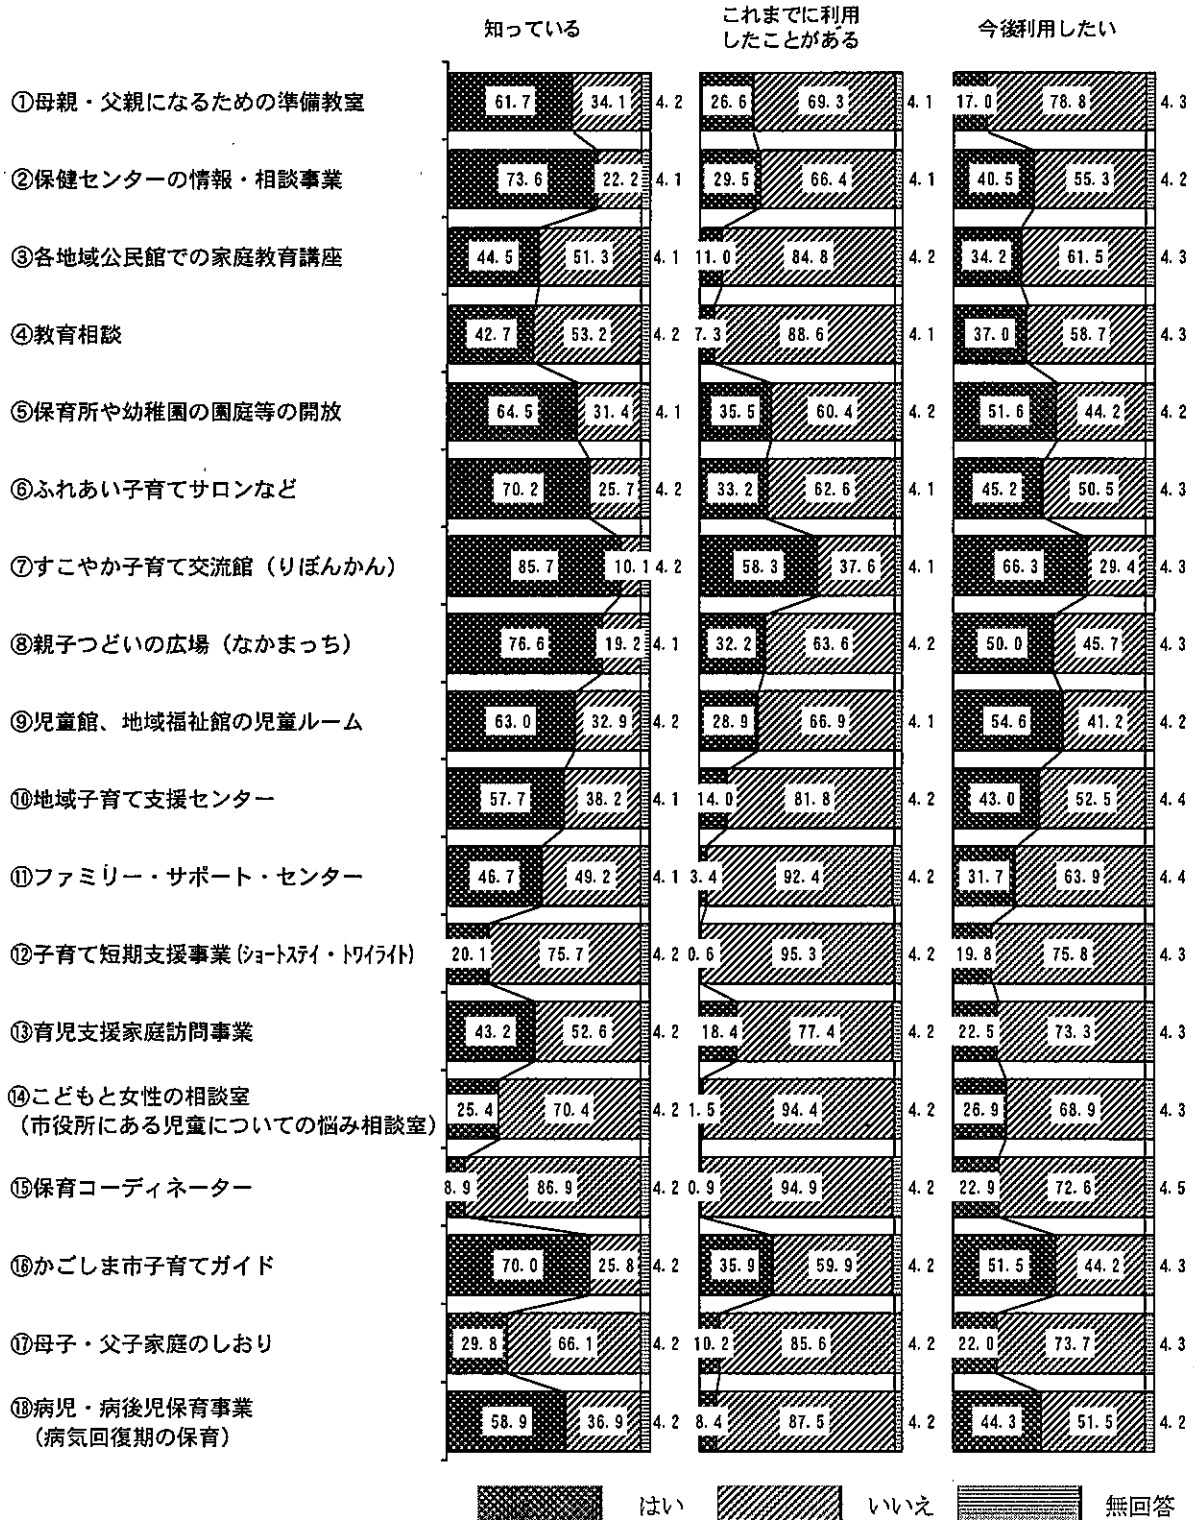 知っている
これまでに利用
したことがある
今後利用したい
①母親・父親になるための準備教室 61.7 34.1 4.2 26.6 69.3 4.1 17.0 78.8 4.3
②保健センターの情報・相談事業 73.6 22.2 4.1 29.5 66.4 4.1 40.5 55.3 4.2
③各地域公民館での家庭教育講座 44.5 51.3 4.1 11.0 84.8 4.2 34.2 61.5 4.3
④教育相談 42.7 53.2 4.2 7.3 88.6 4.1 37.0 58.7 4.3
⑤保育所や幼稚園の園庭等の開放 64.5 31.4 4.1 35.5 60.4 4.2 51.6 44.2 4.2
⑥ふれあい子育てサロンなど 70.2 25.7 4.2 33.2 62.6 4.1 45.2 50.5 4.3
⑦すこやか子育て交流館（りぼんかん） 85.7 10.1 4.2 58.3 37.6 4.1 66.3 29.4 4.3
⑧親子つどいの広場（なかまっち） 76.6 19.2 4.1 32.2 63.6 4.2 50.0 45.7 4.3
⑨児童館、地域福祉館の児童ルーム 63.0 32.9 4.2 28.9 66.9 4.1 54.6 41.2 4.2
⑩地域子育て支援センター 57.7 38.2 4.1 14.0 81.8 4.2 43.0 52.5 4.4
⑪ファミリー・サポート・センター 46.7 49.2 4.1 3.4 92.4 4.2 31.7 63.9 4.4
⑫子育て短期支援事業(ショートステイ・トワイライト) 20.1 75.7 4.2 0.6 95.3 4.2 19.8 75.8 4.3
⑬育児支援家庭訪問事業 43.2 52.6 4.2 18.4 77.4 4.2 22.5 73.3 4.3
⑭こどもと女性の相談室
（市役所にある児童についての悩み相談室） 25.4 70.4 4.2 1.5 94.4 4.2 26.9 68.9 4.3
⑮保育コーディネーター 8.9 86.9 4.2 0.9 94.9 4.2 22.9 72.6 4.5
⑯かごしま市子育てガイド 70.0 25.8 4.2 35.9 59.9 4.2 51.5 44.2 4.3
⑰母子・父子家庭のしおり 29.8 66.1 4.2 10.2 85.6 4.2 22.0 73.7 4.3
⑱病児・病後児保育事業
（病気回復期の保育） 58.9 36.9 4.2 8.4 87.5 4.2 44.3 51.5 4.2
はい いいえ 無回答